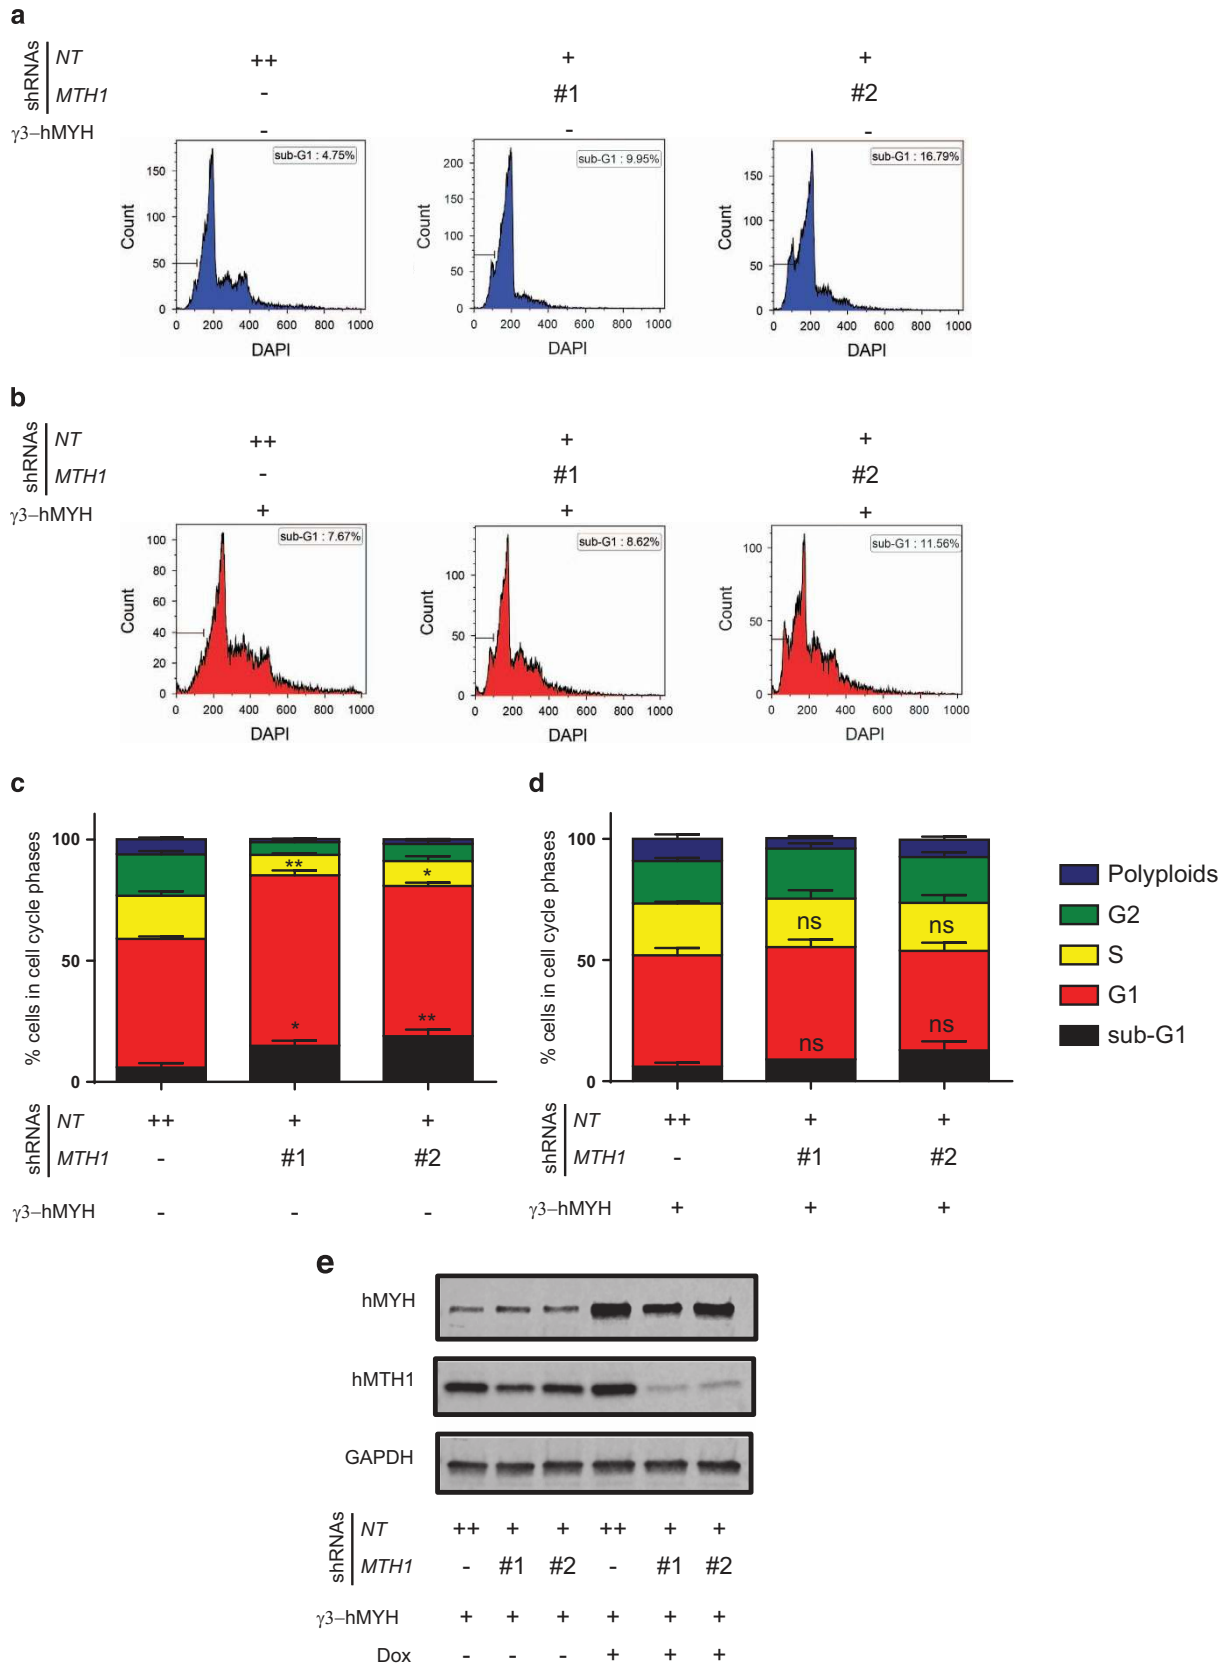 a
shRNAs
NT ++ + +
MTH1 - #1 #2
γ3–hMYH - - -
sub-G1 : 4.75% sub-G1 : 9.95% sub-G1 : 16.79%
Count 150 100 50 0
0 200 400 600 800 1000
DAPI
Count 200 150 100 50 0
0 200 400 600 800 1000
DAPI
Count 150 100 50 0
0 200 400 600 800 1000
DAPI
b
shRNAs
NT ++ + +
MTH1 - #1 #2
γ3–hMYH + + +
sub-G1 : 7.67% sub-G1 : 8.62% sub-G1 : 11.56%
Count 100 80 60 40 20 0
0 200 400 600 800 1000
DAPI
Count 100 50 0
0 200 400 600 800 1000
DAPI
Count 100 50 0
0 200 400 600 800 1000
DAPI
c
% cells in cell cycle phases
100
50
0
** *
* **
shRNAs
NT ++ + +
MTH1 - #1 #2
γ3–hMYH - - -
d
% cells in cell cycle phases
100
50
0
ns ns
ns ns
shRNAs
NT ++ + +
MTH1 - #1 #2
γ3–hMYH + + +
Polyploids
G2
S
G1
sub-G1
e
hMYH
hMTH1
GAPDH
shRNAs
NT ++ + + ++ + +
MTH1 - #1 #2 - #1 #2
γ3–hMYH + + + + + +
Dox - - - + + +